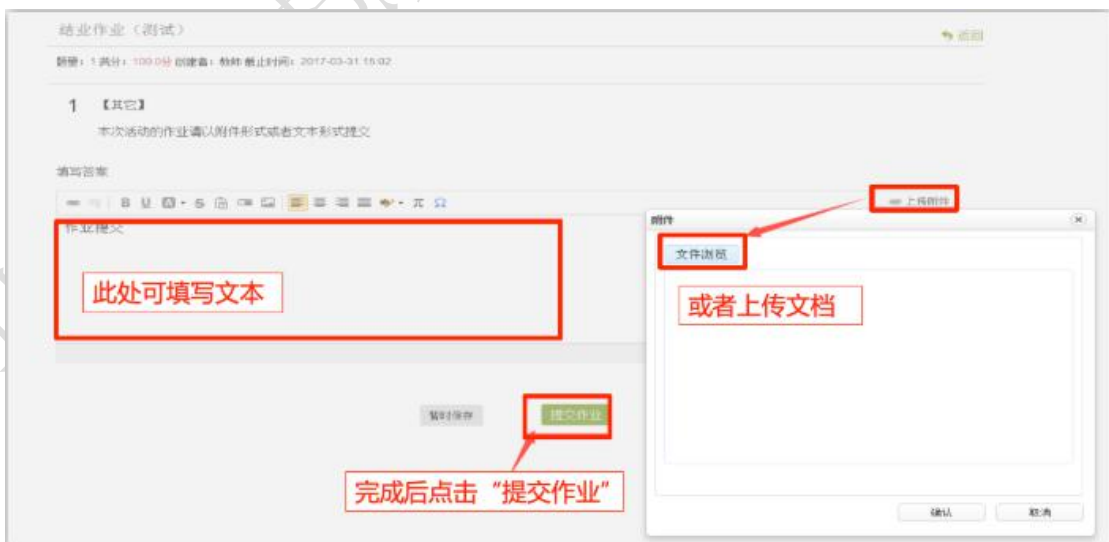 结业作业（测试）
返回
题量：1 满分：100.0分 创建者：教师 截止时间：2017-03-31 15:02
1 【其它】
本次活动的作业请以附件形式或者文本形式提交
填写答案
B U A S π Ω
上传附件
作业提交
此处可填写文本
附件
文件浏览
或者上传文档
暂时保存
提交作业
完成后点击“提交作业”
确认
取消